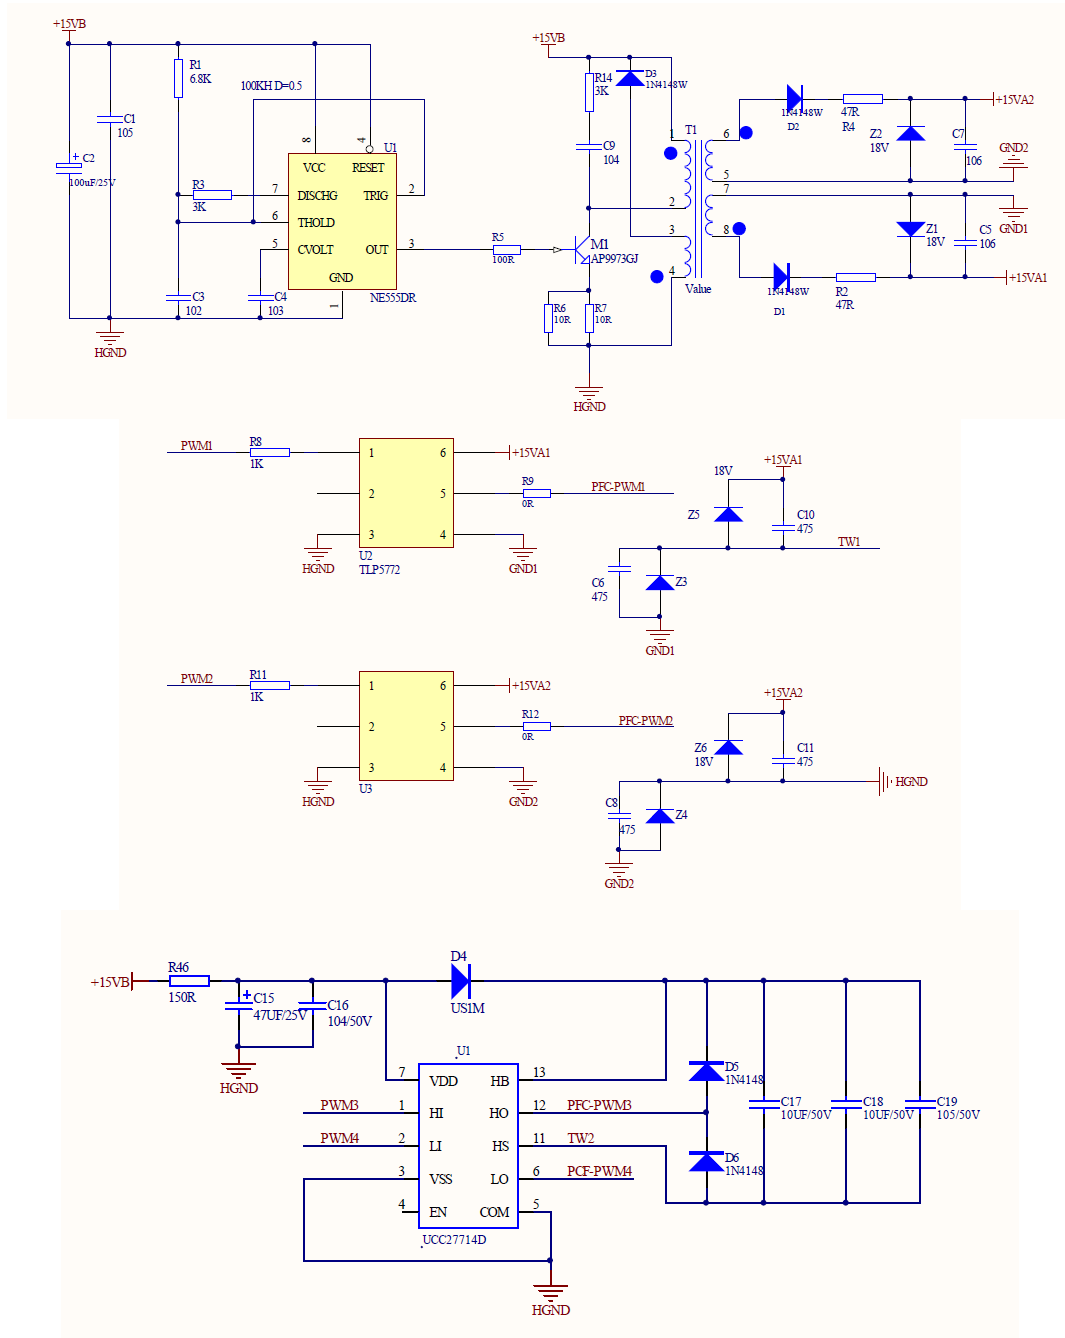 +15VB
R1
6.8K
C1
105
C2
100uF/25V
100KH D=0.5
8
4
U1
VCC
RESET
R3
3K
7
DISCHG
TRIG
2
6
THOLD
5
CVOLT
OUT
3
GND
1
NE555DR
C3
102
C4
103
HGND
+15VB
R14
3K
D3
1N4148W
C9
104
R5
100R
M1
AP9973GJ
R6
10R
R7
10R
HGND
T1
1
2
3
4
6
5
7
8
Value
1N4148W
D2
47R
R4
Z2
18V
C7
106
+15VA2
GND2
GND1
Z1
18V
C5
106
1N4148W
D1
R2
47R
+15VA1
PWM1
R8
1K
1
2
3
6
5
4
HGND
U2
TLP5772
+15VA1
R9
0R
PFC-PWM1
GND1
18V
+15VA1
Z5
C10
475
TW1
C6
475
Z3
GND1
PWM2
R11
1K
1
2
3
6
5
4
HGND
U3
+15VA2
R12
0R
PFC-PWM2
GND2
+15VA2
Z6
18V
C11
475
HGND
C8
475
Z4
GND2
+15VB
R46
150R
C15
47UF/25V
C16
104/50V
HGND
D4
US1M
U1
7
VDD
HB
13
PWM3
1
HI
HO
12
PFC-PWM3
PWM4
2
LI
HS
11
TW2
3
VSS
LO
6
PCF-PWM4
4
EN
COM
5
UCC27714D
HGND
D5
1N4148
D6
1N4148
C17
10UF/50V
C18
10UF/50V
C19
105/50V